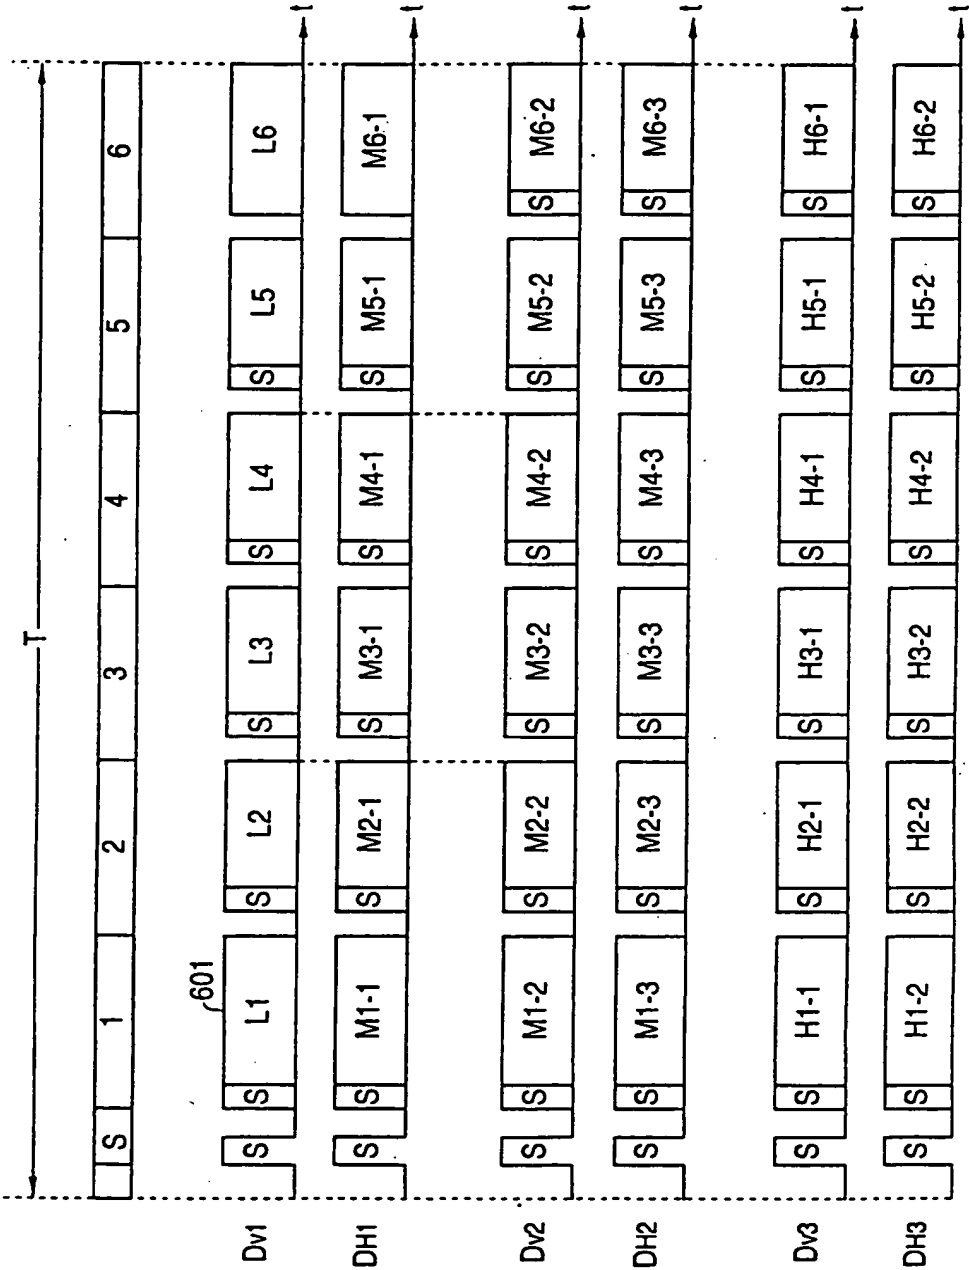 T
S 1 2 3 4 5 6
601
Dv1 S S L1 S L2 S L3 S L4 S L5 L6 t
DH1 S S M1-1 S M2-1 S M3-1 S M4-1 S M5-1 M6-1 t
Dv2 S S M1-2 S M2-2 S M3-2 S M4-2 S M5-2 S M6-2 t
DH2 S S M1-3 S M2-3 S M3-3 S M4-3 S M5-3 S M6-3 t
Dv3 S S H1-1 S H2-1 S H3-1 S H4-1 S H5-1 S H6-1 t
DH3 S S H1-2 S H2-2 S H3-2 S H4-2 S H5-2 S H6-2 t